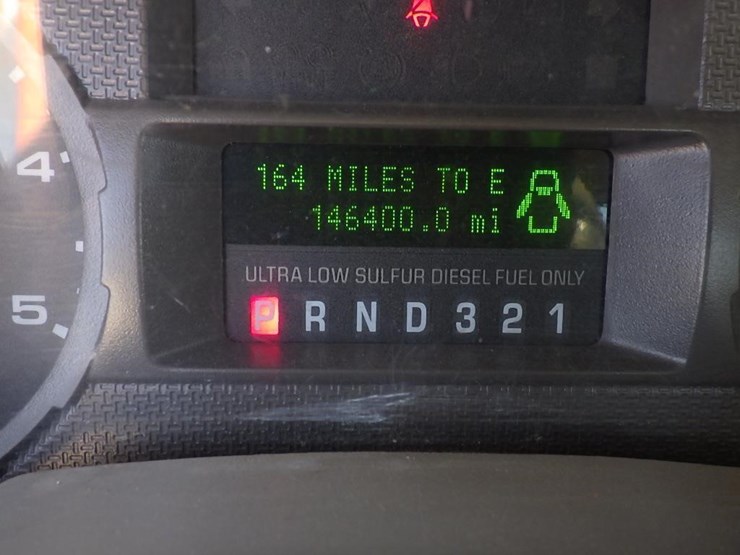 4
5
164 MILES TO E
146400.0 mi
ULTRA LOW SULFUR DIESEL FUEL ONLY
P R N D 3 2 1